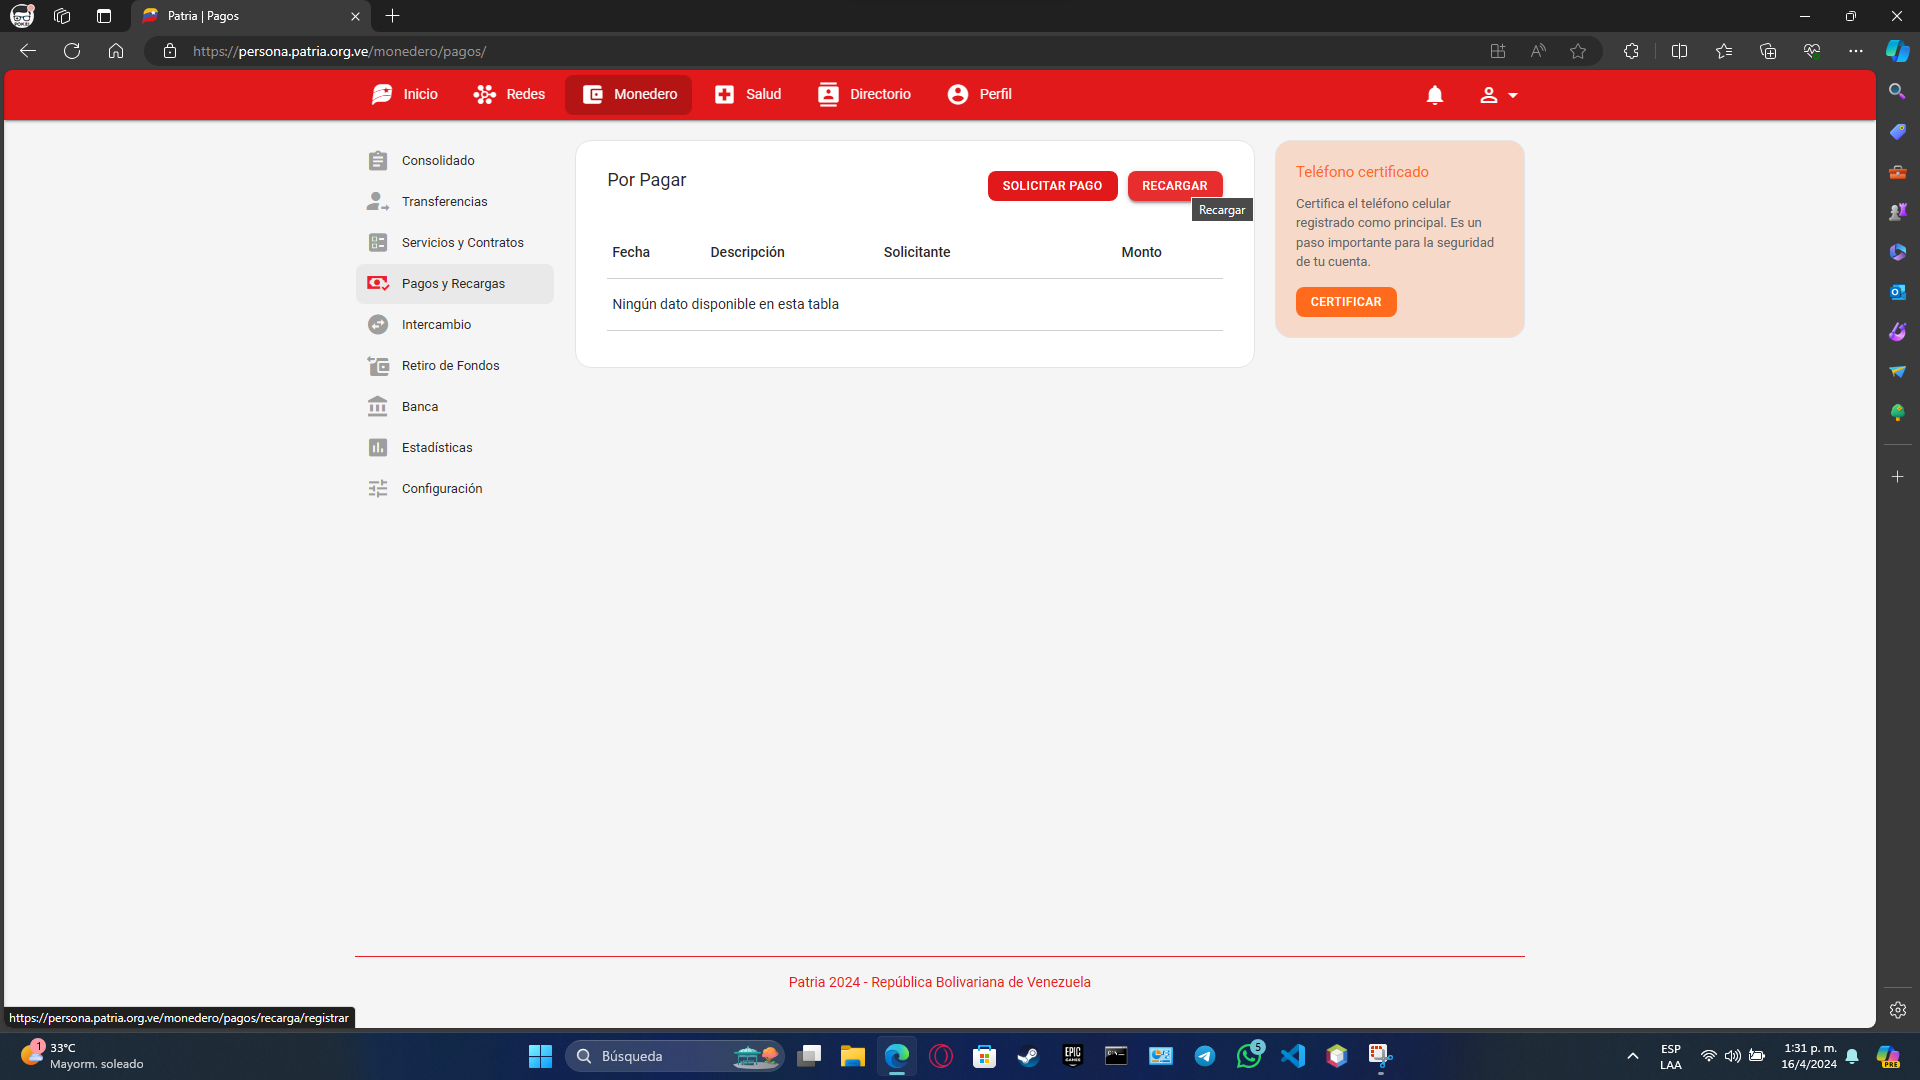 Patria | Pagos
https://persona.patria.org.ve/monedero/pagos/
Inicio
Redes
Monedero
Salud
Directorio
Perfil
Consolidado
Transferencias
Servicios y Contratos
Pagos y Recargas
Intercambio
Retiro de Fondos
Banca
Estadísticas
Configuración
Por Pagar
SOLICITAR PAGO
RECARGAR
Recargar
Fecha Descripción Solicitante Monto
Ningún dato disponible en esta tabla
Teléfono certificado
Certifica el teléfono celular
registrado como principal. Es un
paso importante para la seguridad
de tu cuenta.
CERTIFICAR
Patria 2024 - República Bolivariana de Venezuela
https://persona.patria.org.ve/monedero/pagos/recarga/registrar
1
33°C
Mayorm. soleado
Búsqueda
EPIC
GAMES
5
ESP
LAA
1:31 p. m.
16/4/2024
PRE